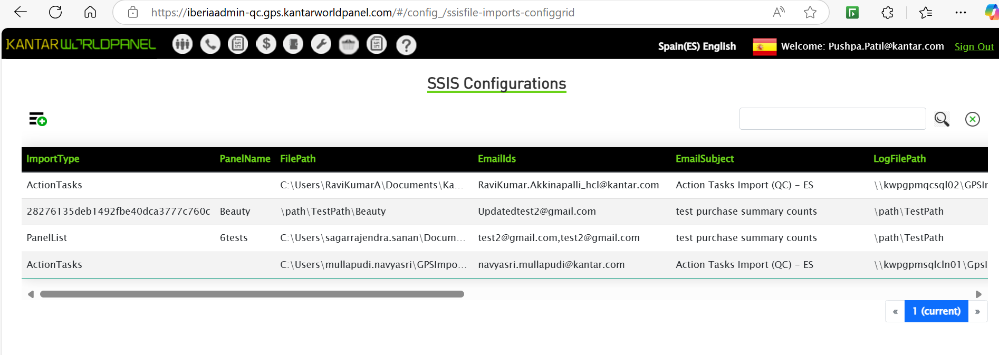 https://iberiaadmin-qc.gps.kantarworldpanel.com/#/config_/ssisfile-imports-configgrid
KANTAR WORLDPANEL
Spain(ES) English
Welcome: Pushpa.Patil@kantar.com
Sign Out
SSIS Configurations
ImportType PanelName FilePath EmailIds EmailSubject LogFilePath
ActionTasks C:\Users\RaviKumarA\Documents\Ka... RaviKumar.Akkinapalli_hcl@kantar.com Action Tasks Import (QC) - ES \\kwpgpmqcsql02\GPSIr
28276135deb1492fbe40dca3777c760c Beauty \path\TestPath\Beauty Updatedtest2@gmail.com test purchase summary counts \path\TestPath
PanelList 6tests C:\Users\sagarrajendra.sanan\Docum... test2@gmail.com,test2@gmail.com test purchase summary counts \path\TestPath
ActionTasks C:\Users\mullapudi.navyasri\GPSImpo... navyasri.mullapudi@kantar.com Action Tasks Import (QC) - ES \\kwpgpmsqlcln01\GpsI
« 1 (current) »